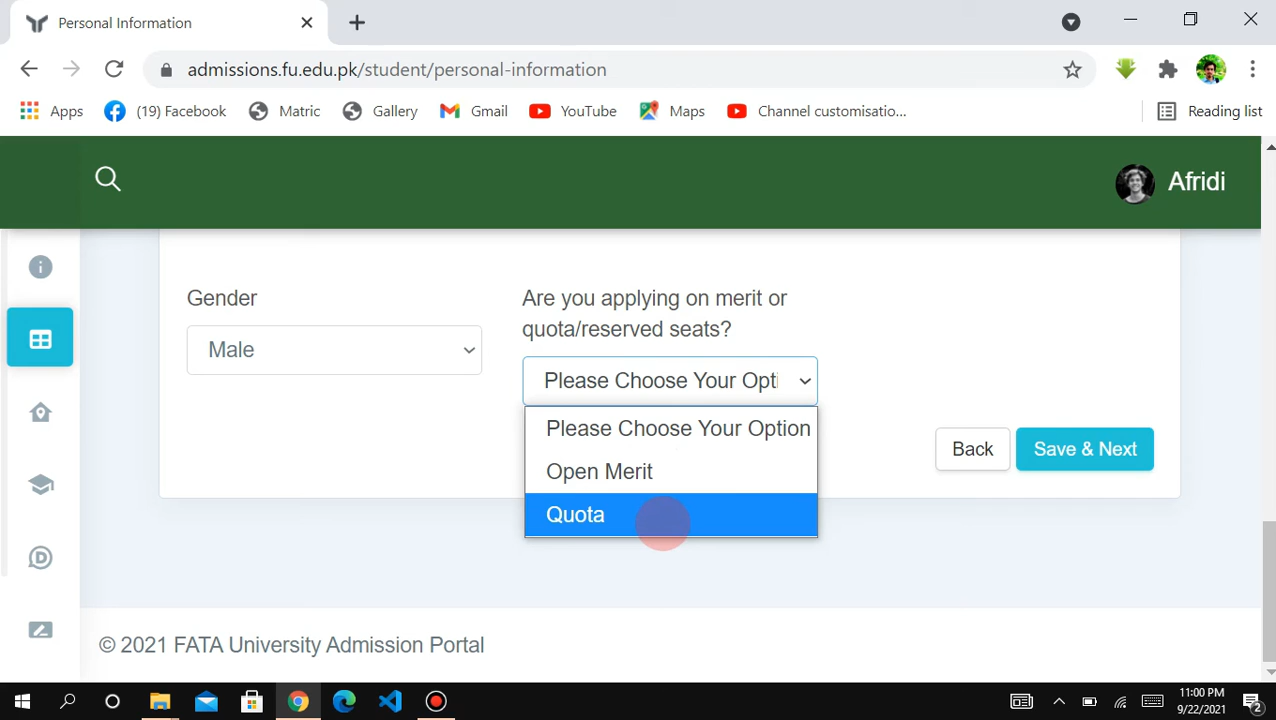 Personal Information
admissions.fu.edu.pk/student/personal-information
Apps
(19) Facebook
Matric
Gallery
Gmail
YouTube
Maps
Channel customisatio...
Reading list
Afridi
Gender
Are you applying on merit or
quota/reserved seats?
Male
Please Choose Your Opti
Please Choose Your Option
Open Merit
Quota
Back
Save & Next
© 2021 FATA University Admission Portal
11:00 PM
9/22/2021
2